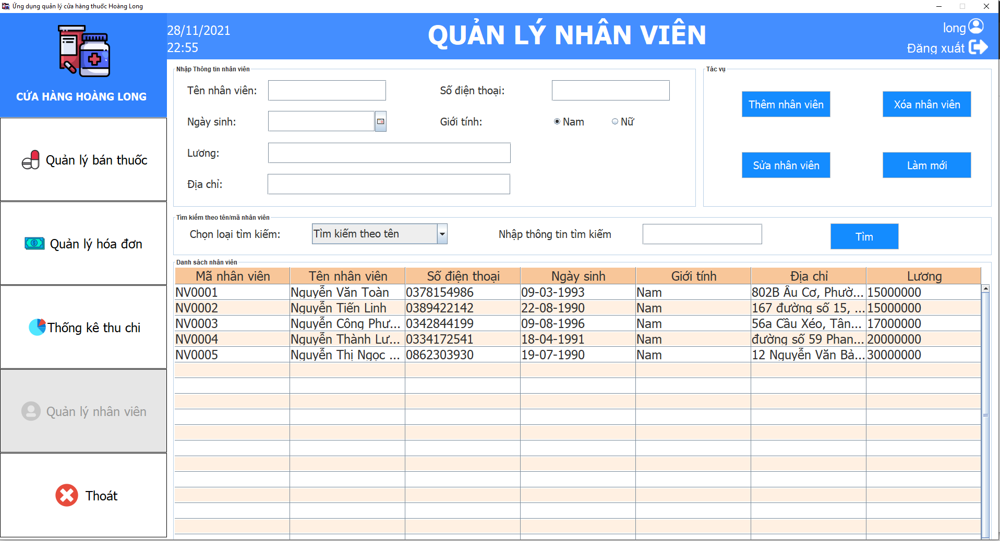 Ứng dụng quản lý cửa hàng thuốc Hoàng Long
CỬA HÀNG HOÀNG LONG
28/11/2021
22:55
QUẢN LÝ NHÂN VIÊN
long
Đăng xuất
Quản lý bán thuốc
Quản lý hóa đơn
Thống kê thu chi
Quản lý nhân viên
Thoát
Nhập Thông tin nhân viên
Tên nhân viên:
Số điện thoại:
Ngày sinh:
Giới tính:
Nam
Nữ
Lương:
Địa chỉ:
Tác vụ
Thêm nhân viên
Xóa nhân viên
Sửa nhân viên
Làm mới
Tìm kiếm theo tên/mã nhân viên
Chọn loại tìm kiếm:
Tìm kiếm theo tên
Nhập thông tin tìm kiếm
Tìm
Danh sách nhân viên
Mã nhân viên Tên nhân viên Số điện thoại Ngày sinh Giới tính Địa chỉ Lương
NV0001 Nguyễn Văn Toàn 0378154986 09-03-1993 Nam 802B Âu Cơ, Phườ... 15000000
NV0002 Nguyễn Tiến Linh 0389422142 22-08-1990 Nam 167 đường số 15, ... 15000000
NV0003 Nguyễn Công Phư... 0342844199 09-08-1996 Nam 56a Cầu Xéo, Tân... 17000000
NV0004 Nguyễn Thành Lư... 0334172541 18-04-1991 Nam đường số 59 Phan... 20000000
NV0005 Nguyễn Thị Ngọc ... 0862303930 19-07-1990 Nam 12 Nguyễn Văn Bả... 30000000